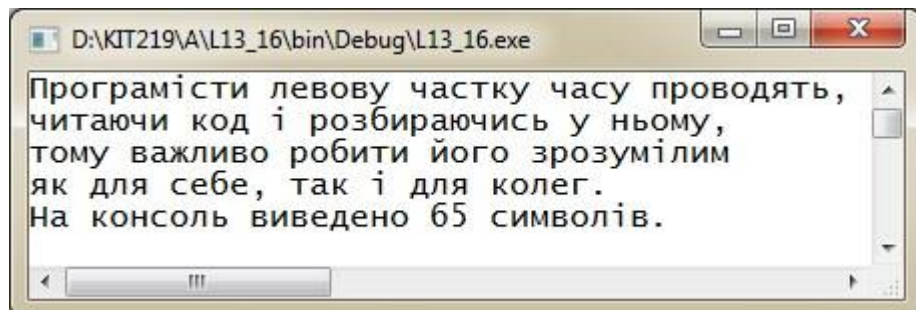 D:\KIT219\A\L13_16\bin\Debug\L13_16.exe
Програмісти левову частку часу проводять,
читаючи код і розбираючись у ньому,
тому важливо робити його зрозумілим
як для себе, так і для колег.
На консоль виведено 65 символів.